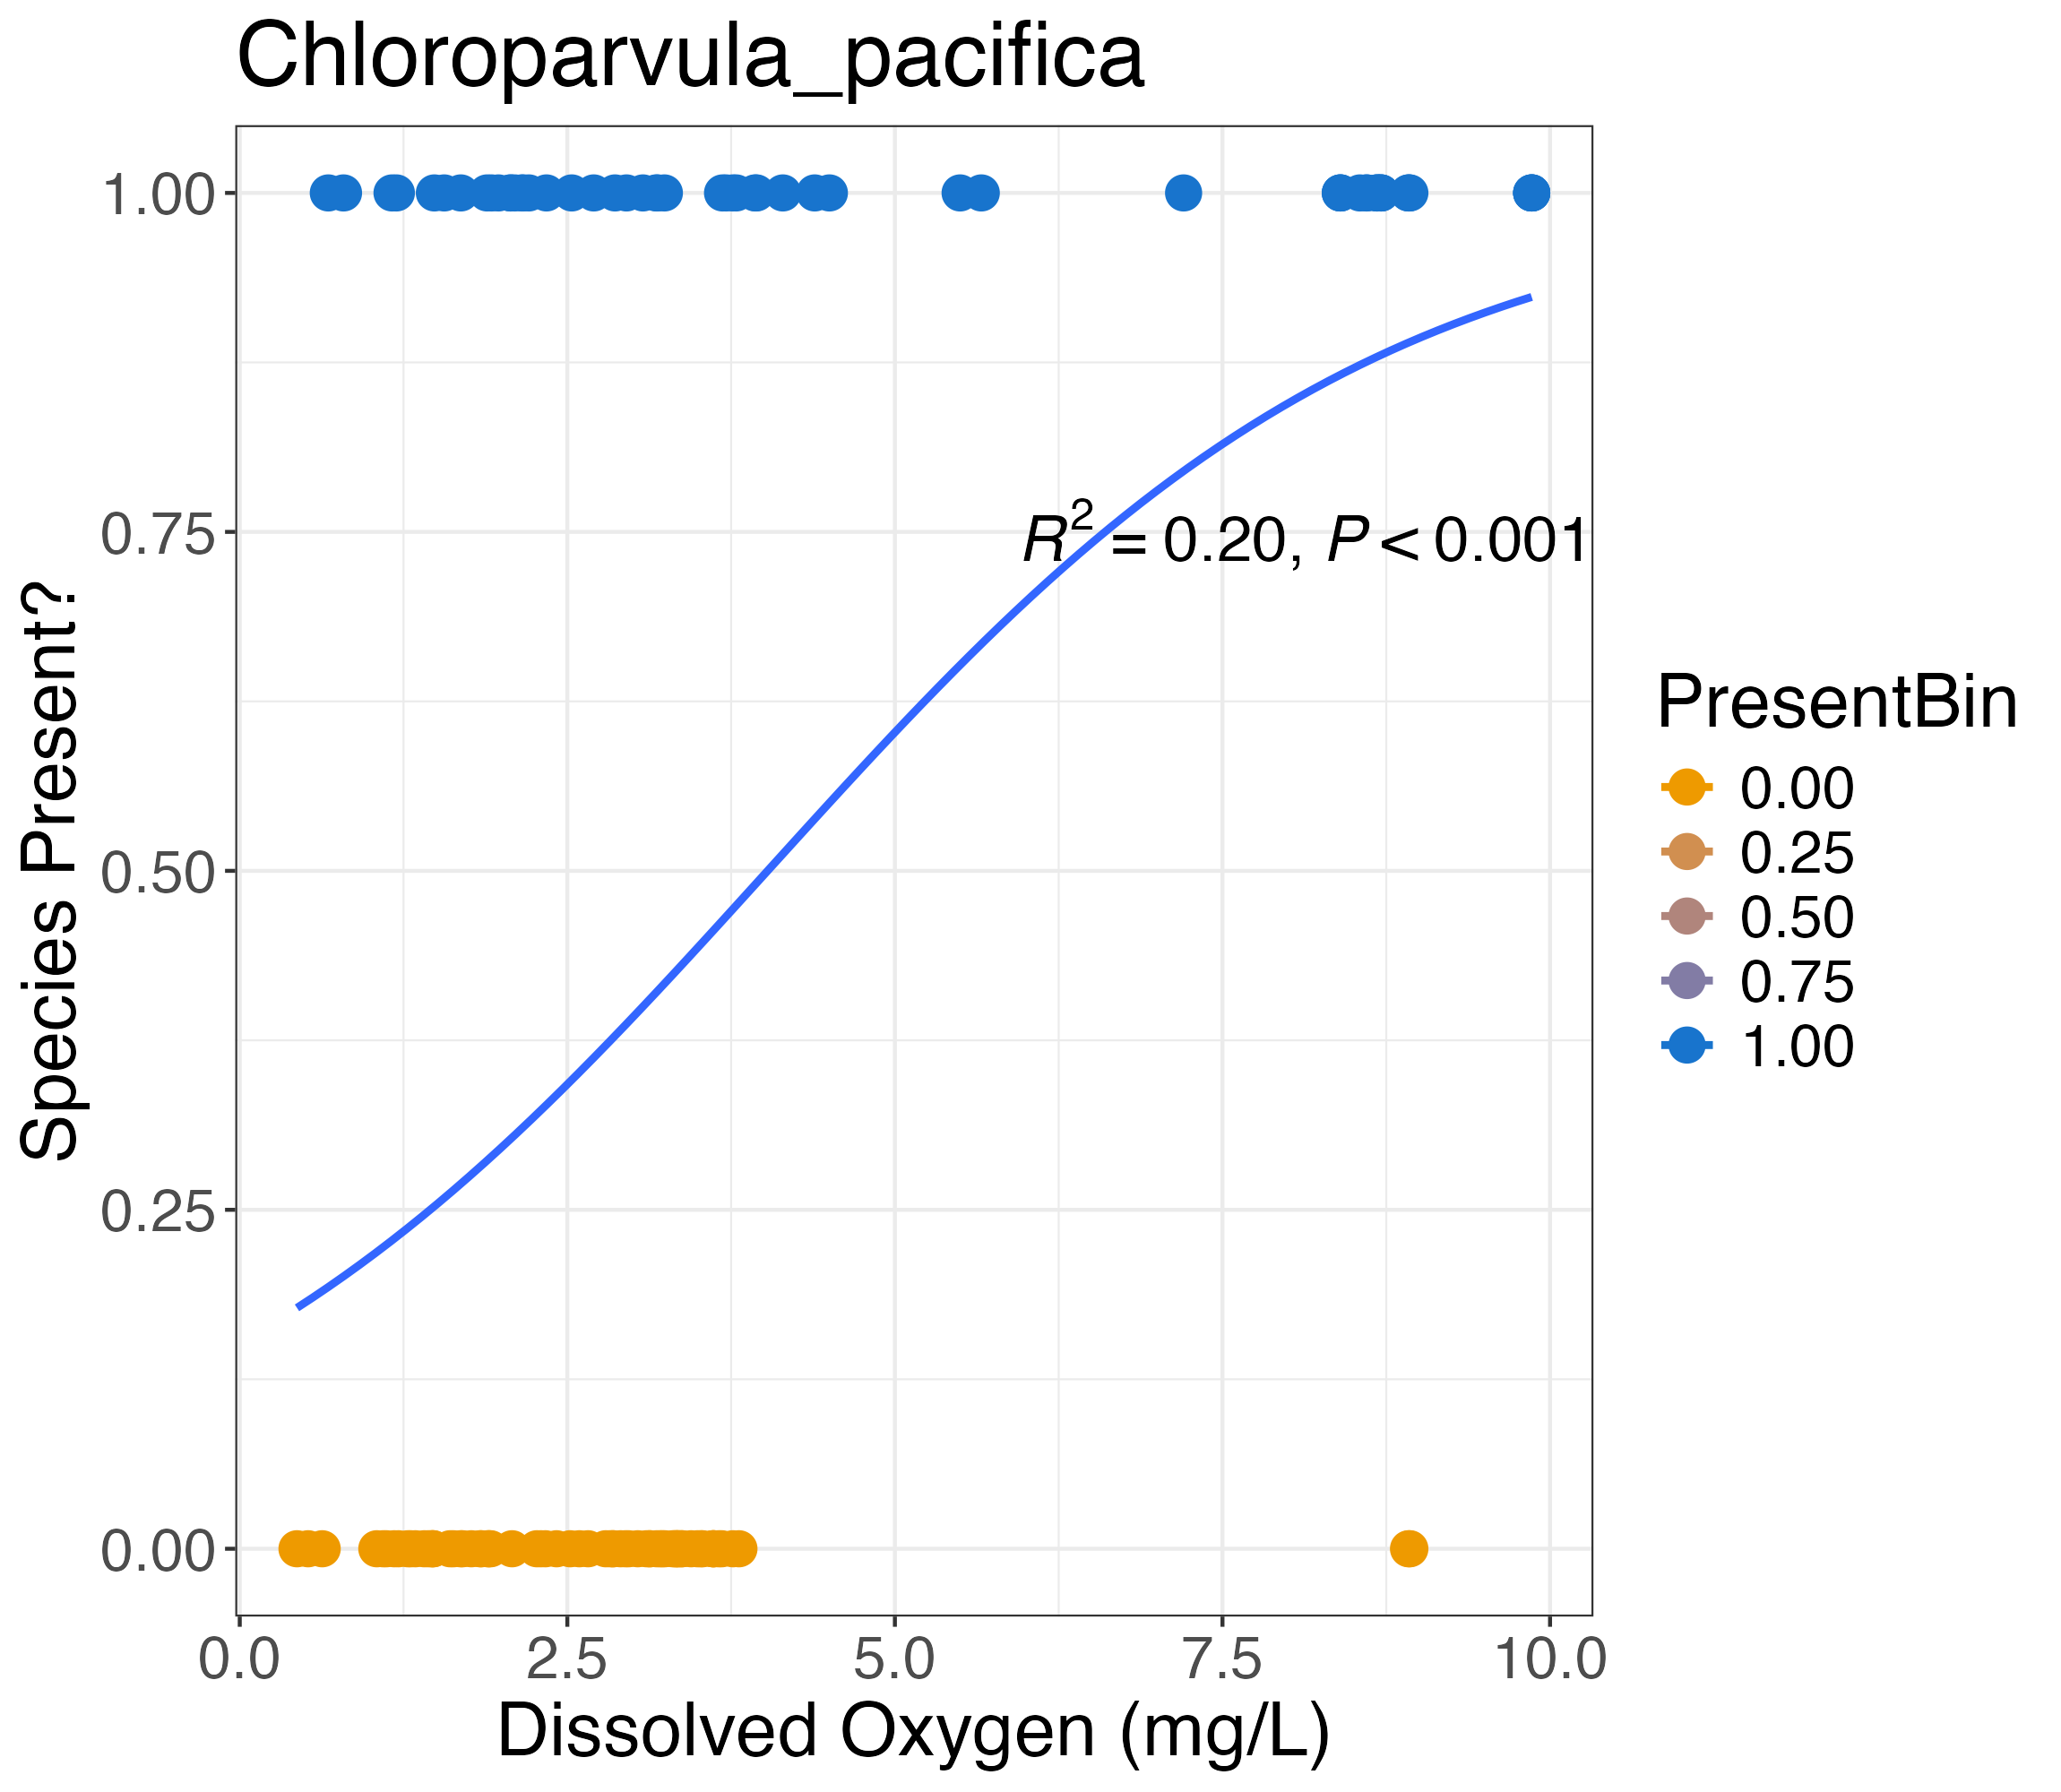 Chloroparvula_pacifica
1.00
0.75
0.50
0.25
0.00
Species Present?
R2 = 0.20, P < 0.001
0.0 2.5 5.0 7.5 10.0
Dissolved Oxygen (mg/L)
PresentBin
0.00
0.25
0.50
0.75
1.00